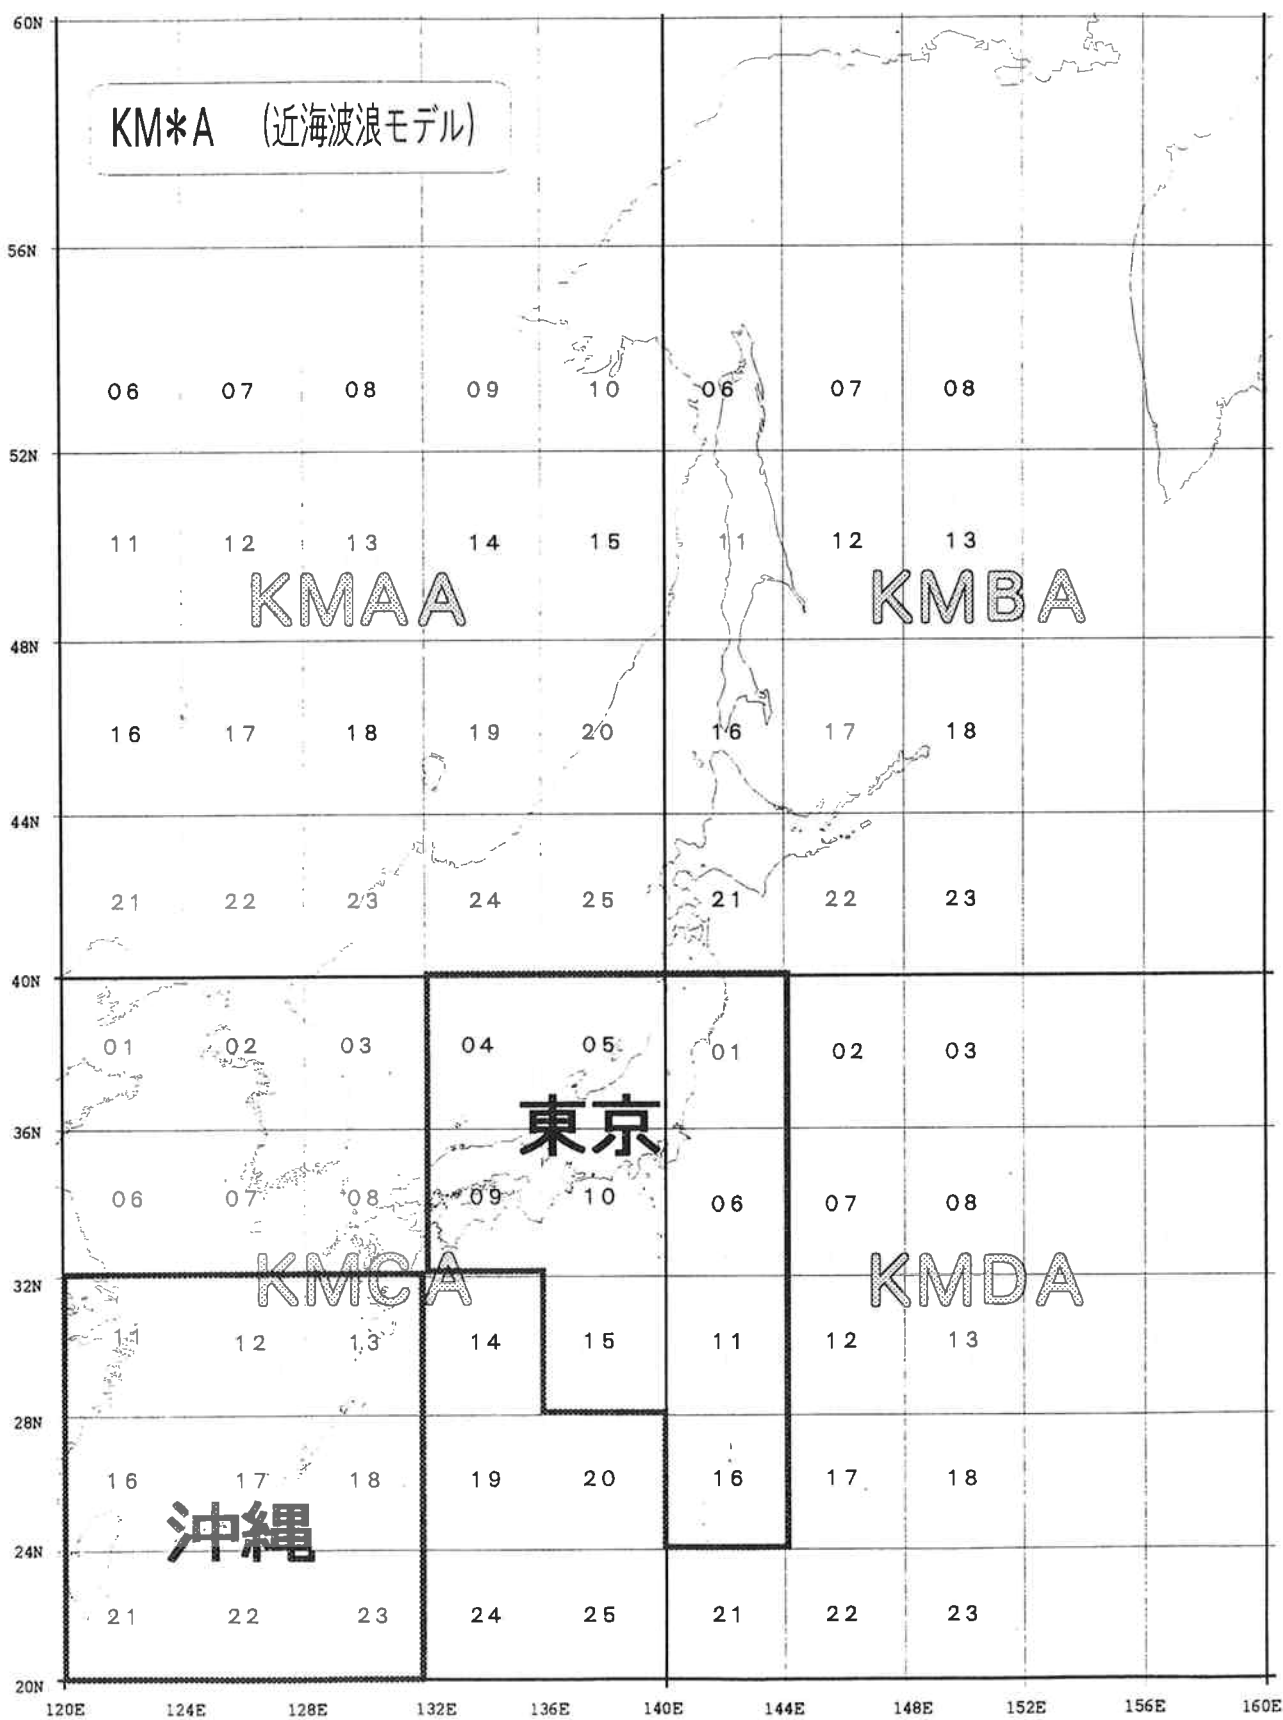 60N
KM*A (近海波浪モデル)
56N
06 07 08 09 10 06 07 08
52N
11 12 13 14 15 11 12 13
KMAA KMBA
48N
16 17 18 19 20 16 17 18
44N
21 22 23 24 25 21 22 23
40N
01 02 03 04 05 01 02 03
東京
36N
06 07 08 09 10 06 07 08
KMCA KMDA
32N
11 12 13 14 15 11 12 13
28N
16 17 18 19 20 16 17 18
沖縄
24N
21 22 23 24 25 21 22 23
20N
120E 124E 128E 132E 136E 140E 144E 148E 152E 156E 160E